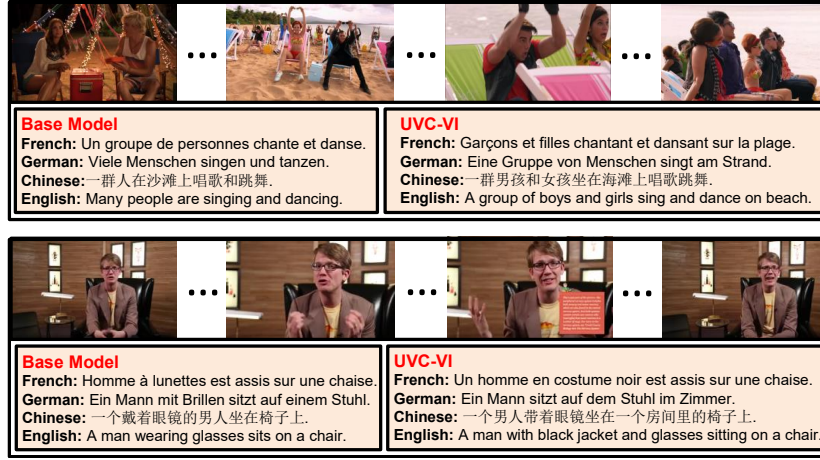 Base Model
French: Un groupe de personnes chante et danse.
German: Viele Menschen singen und tanzen.
Chinese:一群人在沙滩上唱歌和跳舞.
English: Many people are singing and dancing.
UVC-VI
French: Garçons et filles chantant et dansant sur la plage.
German: Eine Gruppe von Menschen singt am Strand.
Chinese:一群男孩和女孩坐在海滩上唱歌跳舞.
English: A group of boys and girls sing and dance on beach.
Base Model
French: Homme à lunettes est assis sur une chaise.
German: Ein Mann mit Brillen sitzt auf einem Stuhl.
Chinese: 一个戴着眼镜的男人坐在椅子上.
English: A man wearing glasses sits on a chair.
UVC-VI
French: Un homme en costume noir est assis sur une chaise.
German: Ein Mann sitzt auf dem Stuhl im Zimmer.
Chinese: 一个男人带着眼镜坐在一个房间里的椅子上.
English: A man with black jacket and glasses sitting on a chair.